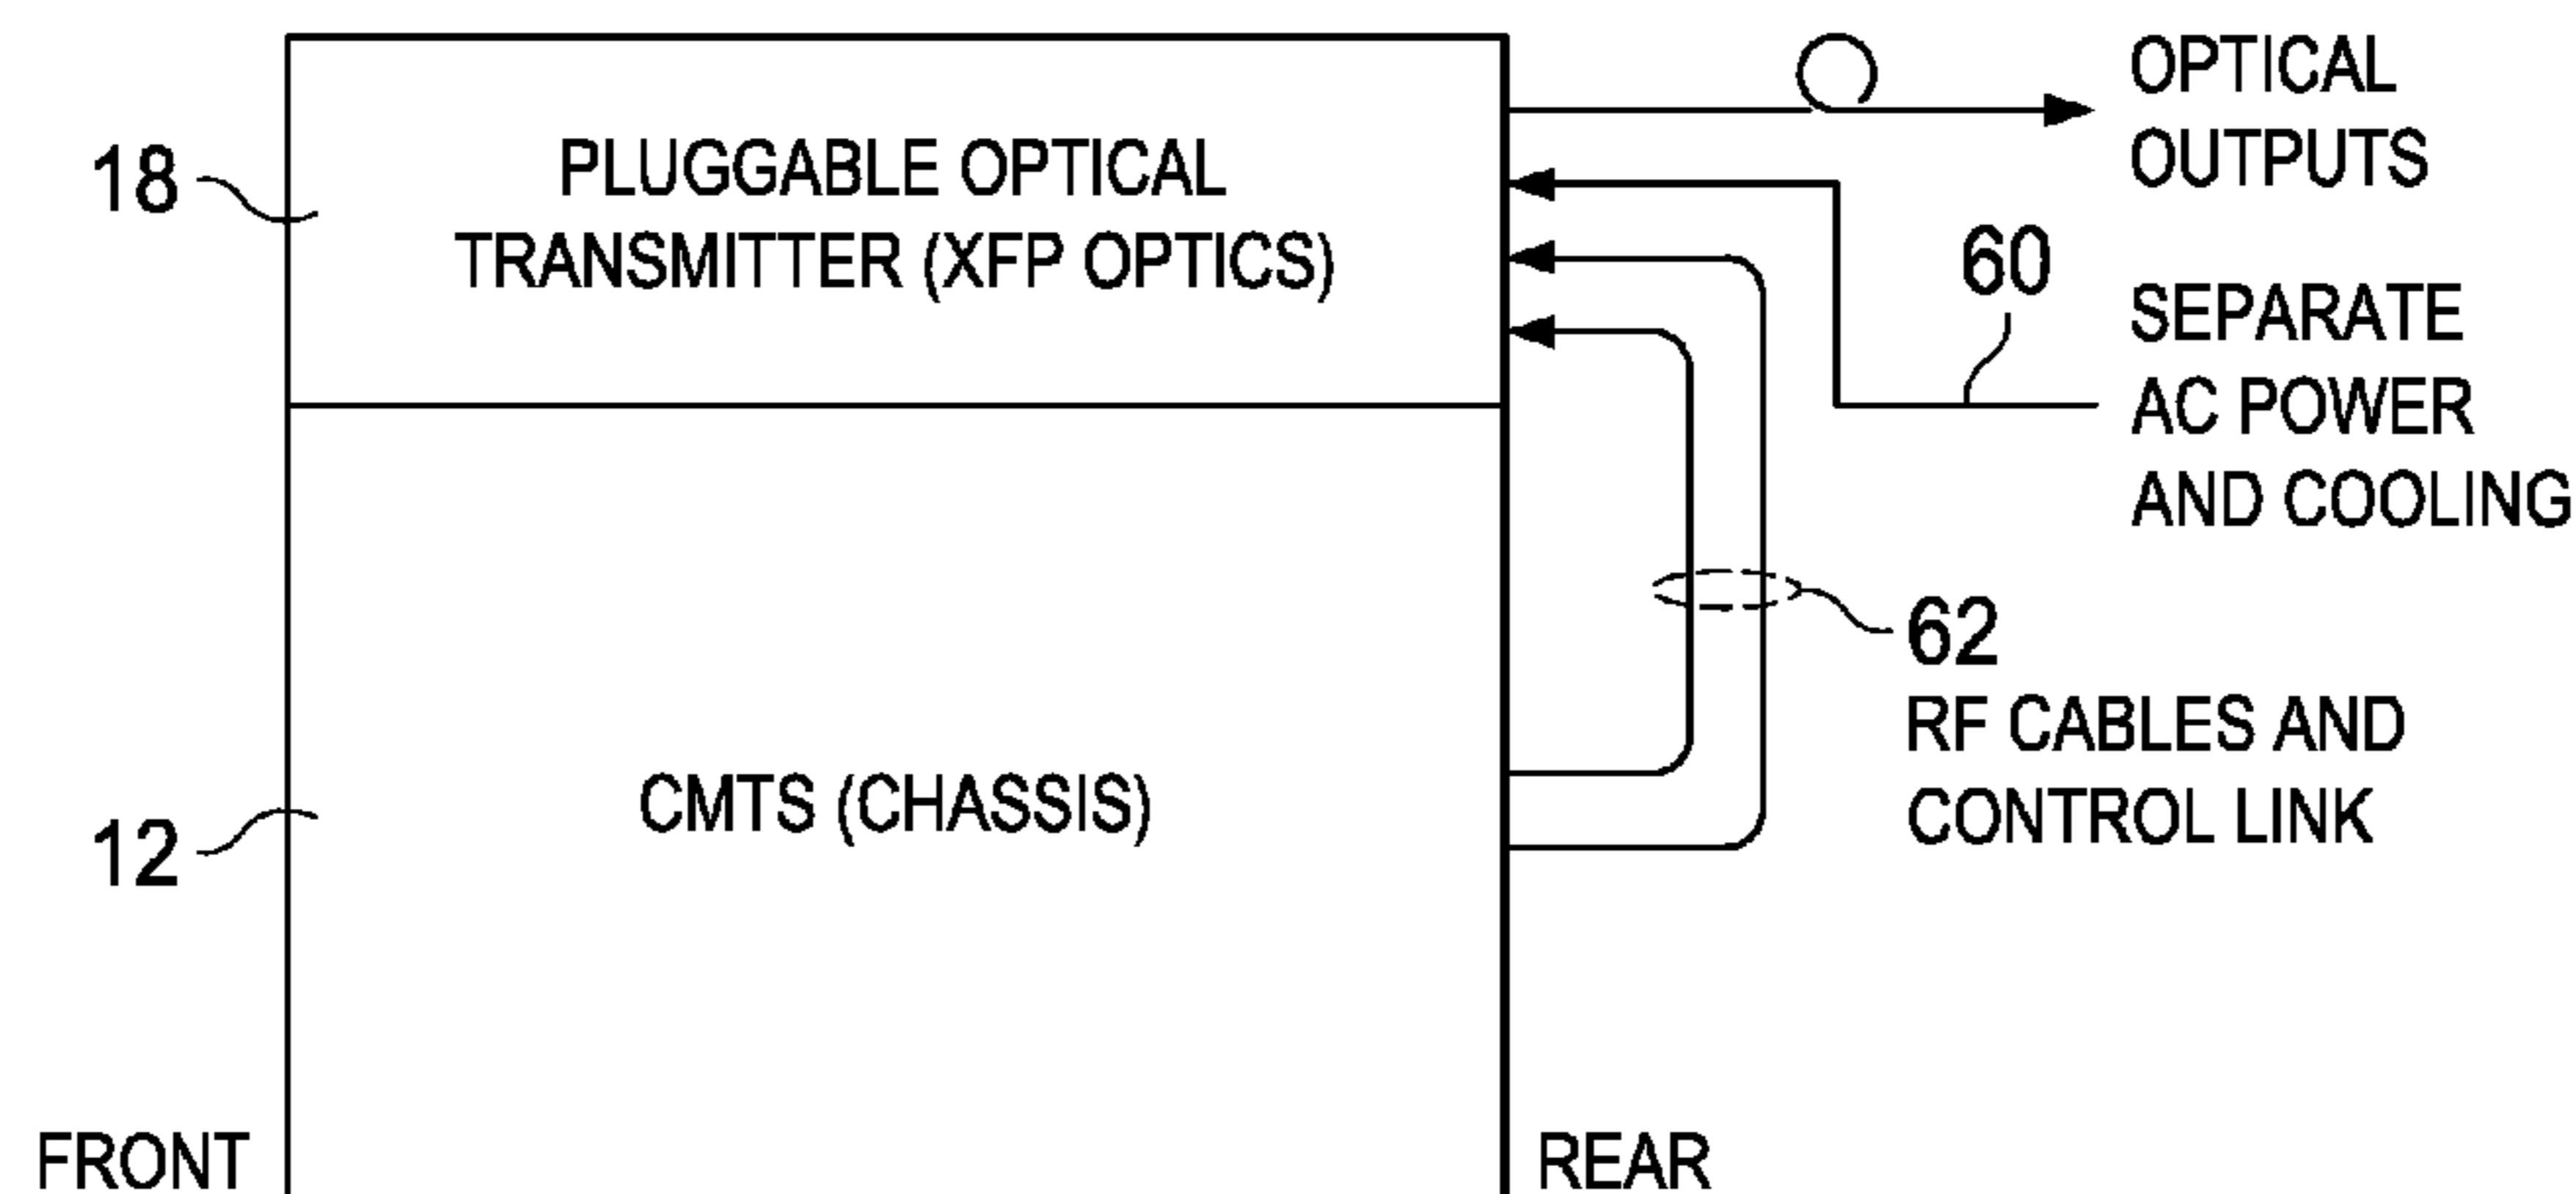 OPTICAL
OUTPUTS
18
PLUGGABLE OPTICAL
TRANSMITTER (XFP OPTICS)
60
SEPARATE
AC POWER
AND COOLING
62
RF CABLES AND
CONTROL LINK
12
CMTS (CHASSIS)
FRONT
REAR